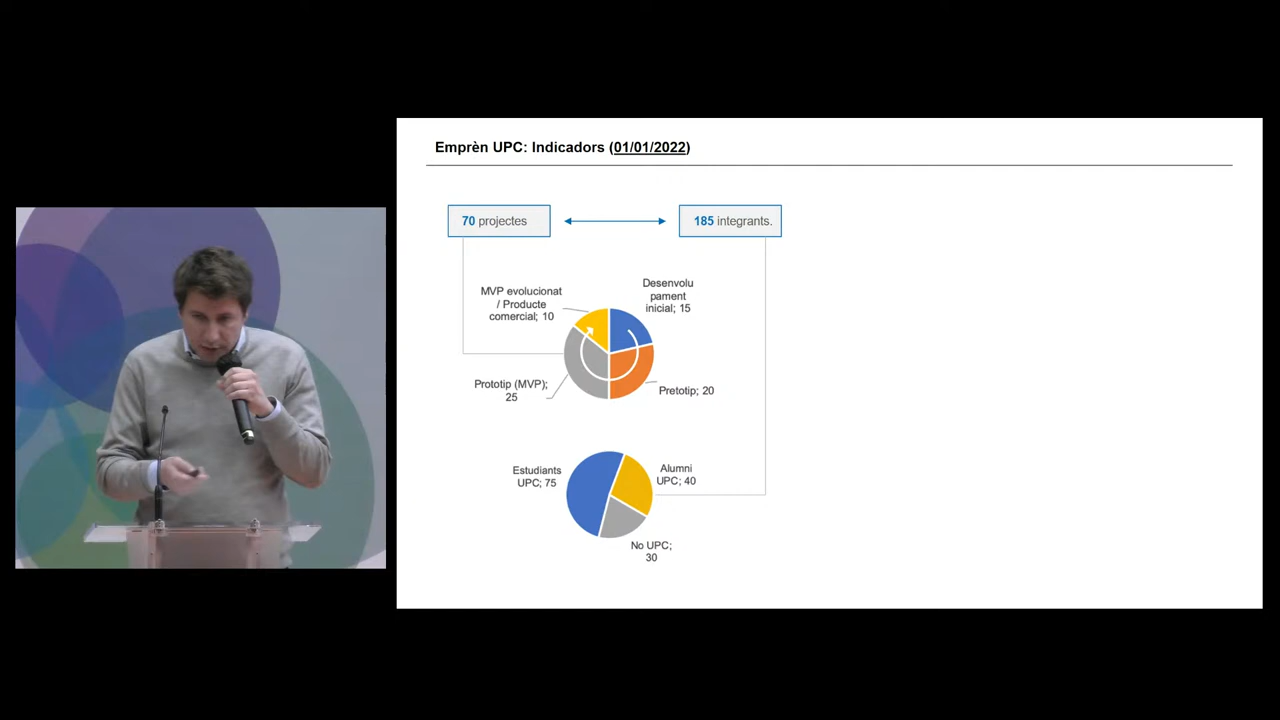 Emprèn UPC: Indicadors (01/01/2022)
70 projectes
185 integrants.
MVP evolucionat
/ Producte
comercial; 10
Desenvolu
pament
inicial; 15
Prototip (MVP);
25
Pretotip; 20
Estudiants
UPC; 75
Alumni
UPC; 40
No UPC;
30